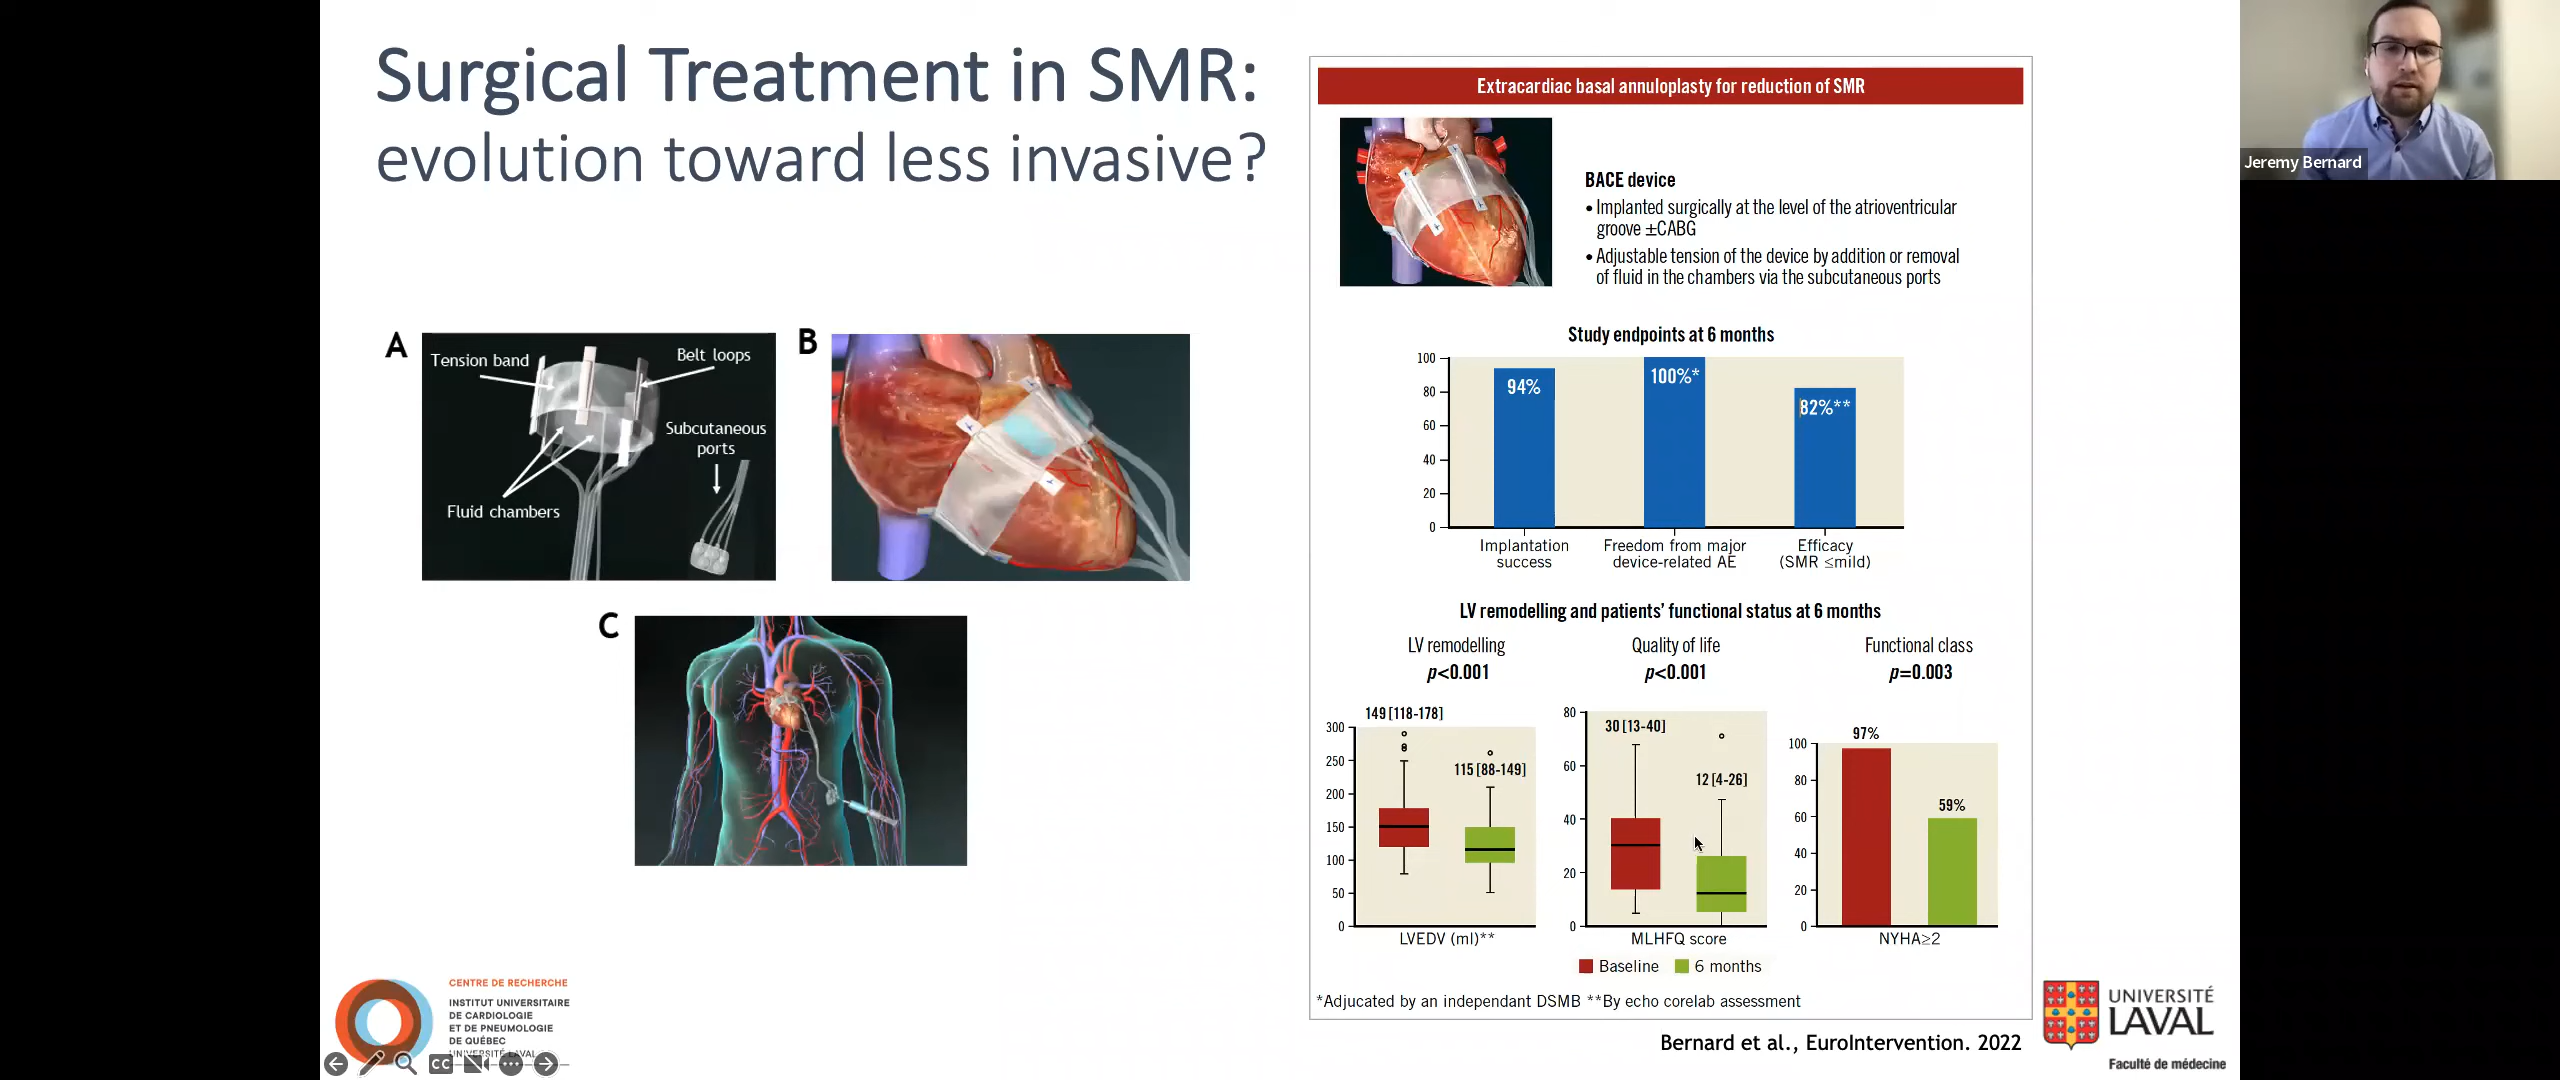 Surgical Treatment in SMR:
evolution toward less invasive?
A
Tension band
Belt loops
Subcutaneous
ports
Fluid chambers
B
C
Extracardiac basal annuloplasty for reduction of SMR
BACE device
• Implanted surgically at the level of the atrioventricular
groove ±CABG
• Adjustable tension of the device by addition or removal
of fluid in the chambers via the subcutaneous ports
Study endpoints at 6 months
100
80
60
40
20
0
94%
100%*
82%**
Implantation
success
Freedom from major
device-related AE
Efficacy
(SMR ≤mild)
LV remodelling and patients’ functional status at 6 months
LV remodelling
p<0.001
149 [118-178]
115 [88-149]
300
250
200
150
100
50
0
LVEDV (ml)**
Quality of life
p<0.001
80
60
40
20
0
30 [13-40]
12 [4-26]
MLHFQ score
Functional class
p=0.003
100
80
60
40
20
0
97%
59%
NYHA≥2
Baseline
6 months
*Adjucated by an independant DSMB **By echo corelab assessment
Bernard et al., EuroIntervention. 2022
CENTRE DE RECHERCHE
INSTITUT UNIVERSITAIRE
DE CARDIOLOGIE
ET DE PNEUMOLOGIE
DE QUÉBEC
UNIVERSITÉ LAVAL
CC
UNIVERSITÉ
LAVAL
Faculté de médecine
Jeremy Bernard